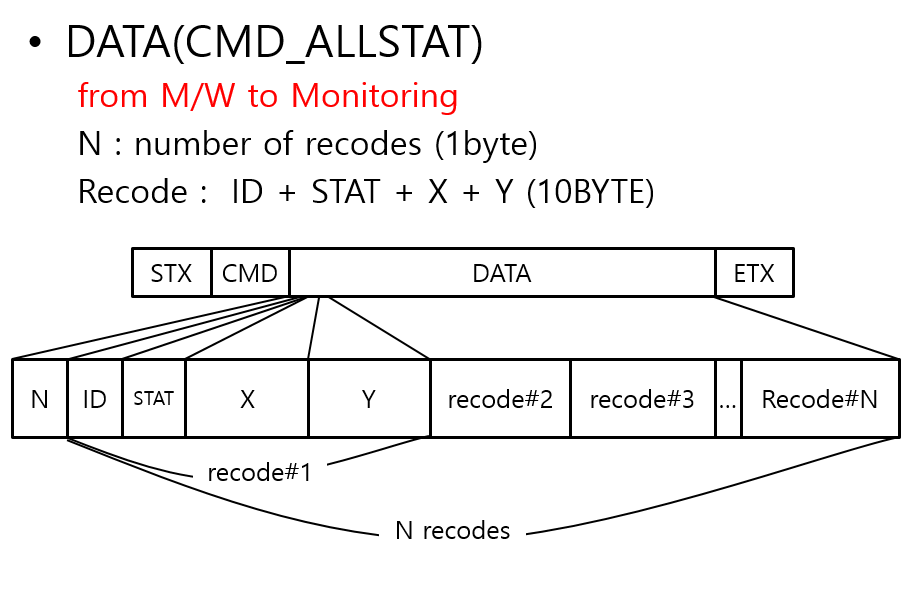 • DATA(CMD_ALLSTAT)
from M/W to Monitoring
N : number of recodes (1byte)
Recode : ID + STAT + X + Y (10BYTE)
STX CMD DATA ETX
N ID STAT X Y recode#2 recode#3 ... Recode#N
recode#1
N recodes